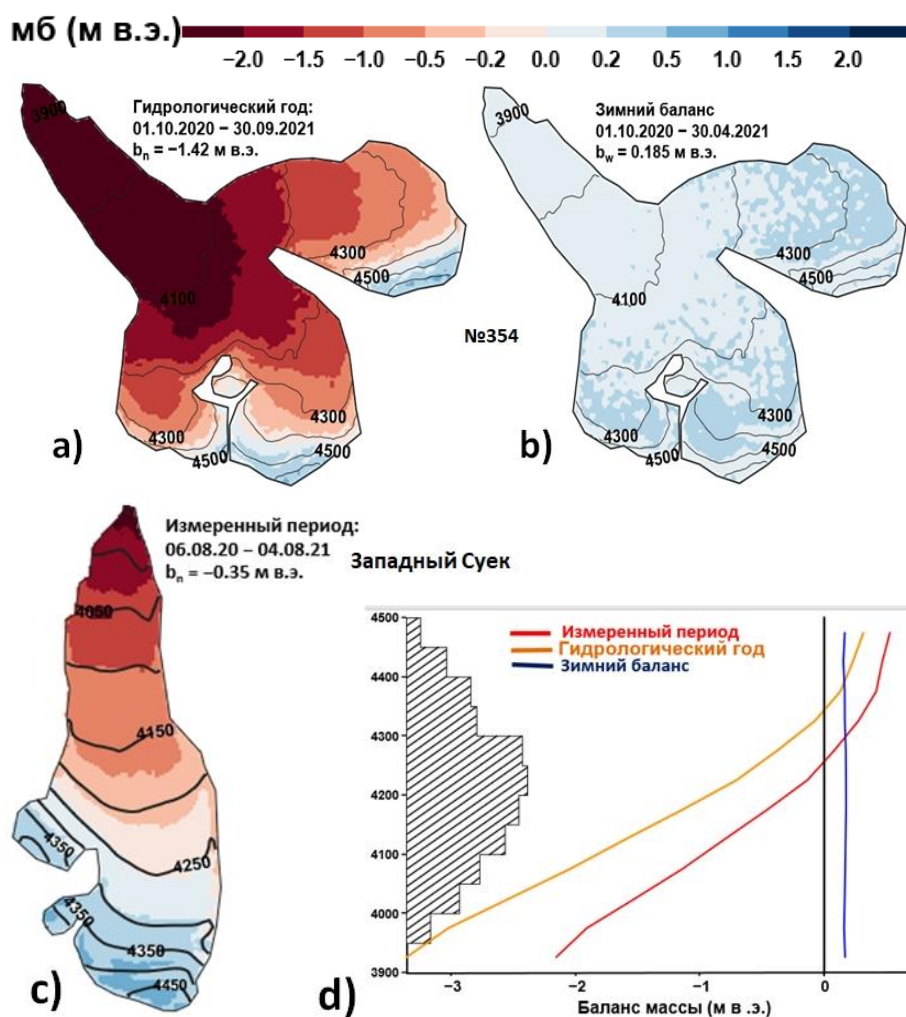 мб (м в.э.)
−2.0 −1.5 −1.0 −0.5 −0.2 0.0 0.2 0.5 1.0 1.5 2.0
Гидрологический год:
01.10.2020 – 30.09.2021
bn = −1.42 м в.э.
3900
4100
4300
4500
4300
4300
4500
4500
a)
Зимний баланс
01.10.2020 – 30.04.2021
bw = 0.185 м в.э.
3900
4100
4300
4500
4300
4300
4500
4500
b)
№354
Измеренный период:
06.08.20 – 04.08.21
bn = −0.35 м в.э.
4050
4150
4250
4350
4350
4350
4450
c)
Западный Суек
Измеренный период
Гидрологический год
Зимний баланс
4500
4400
4300
4200
4100
4000
3900
−3 −2 −1 0
Баланс массы (м в .э.)
d)